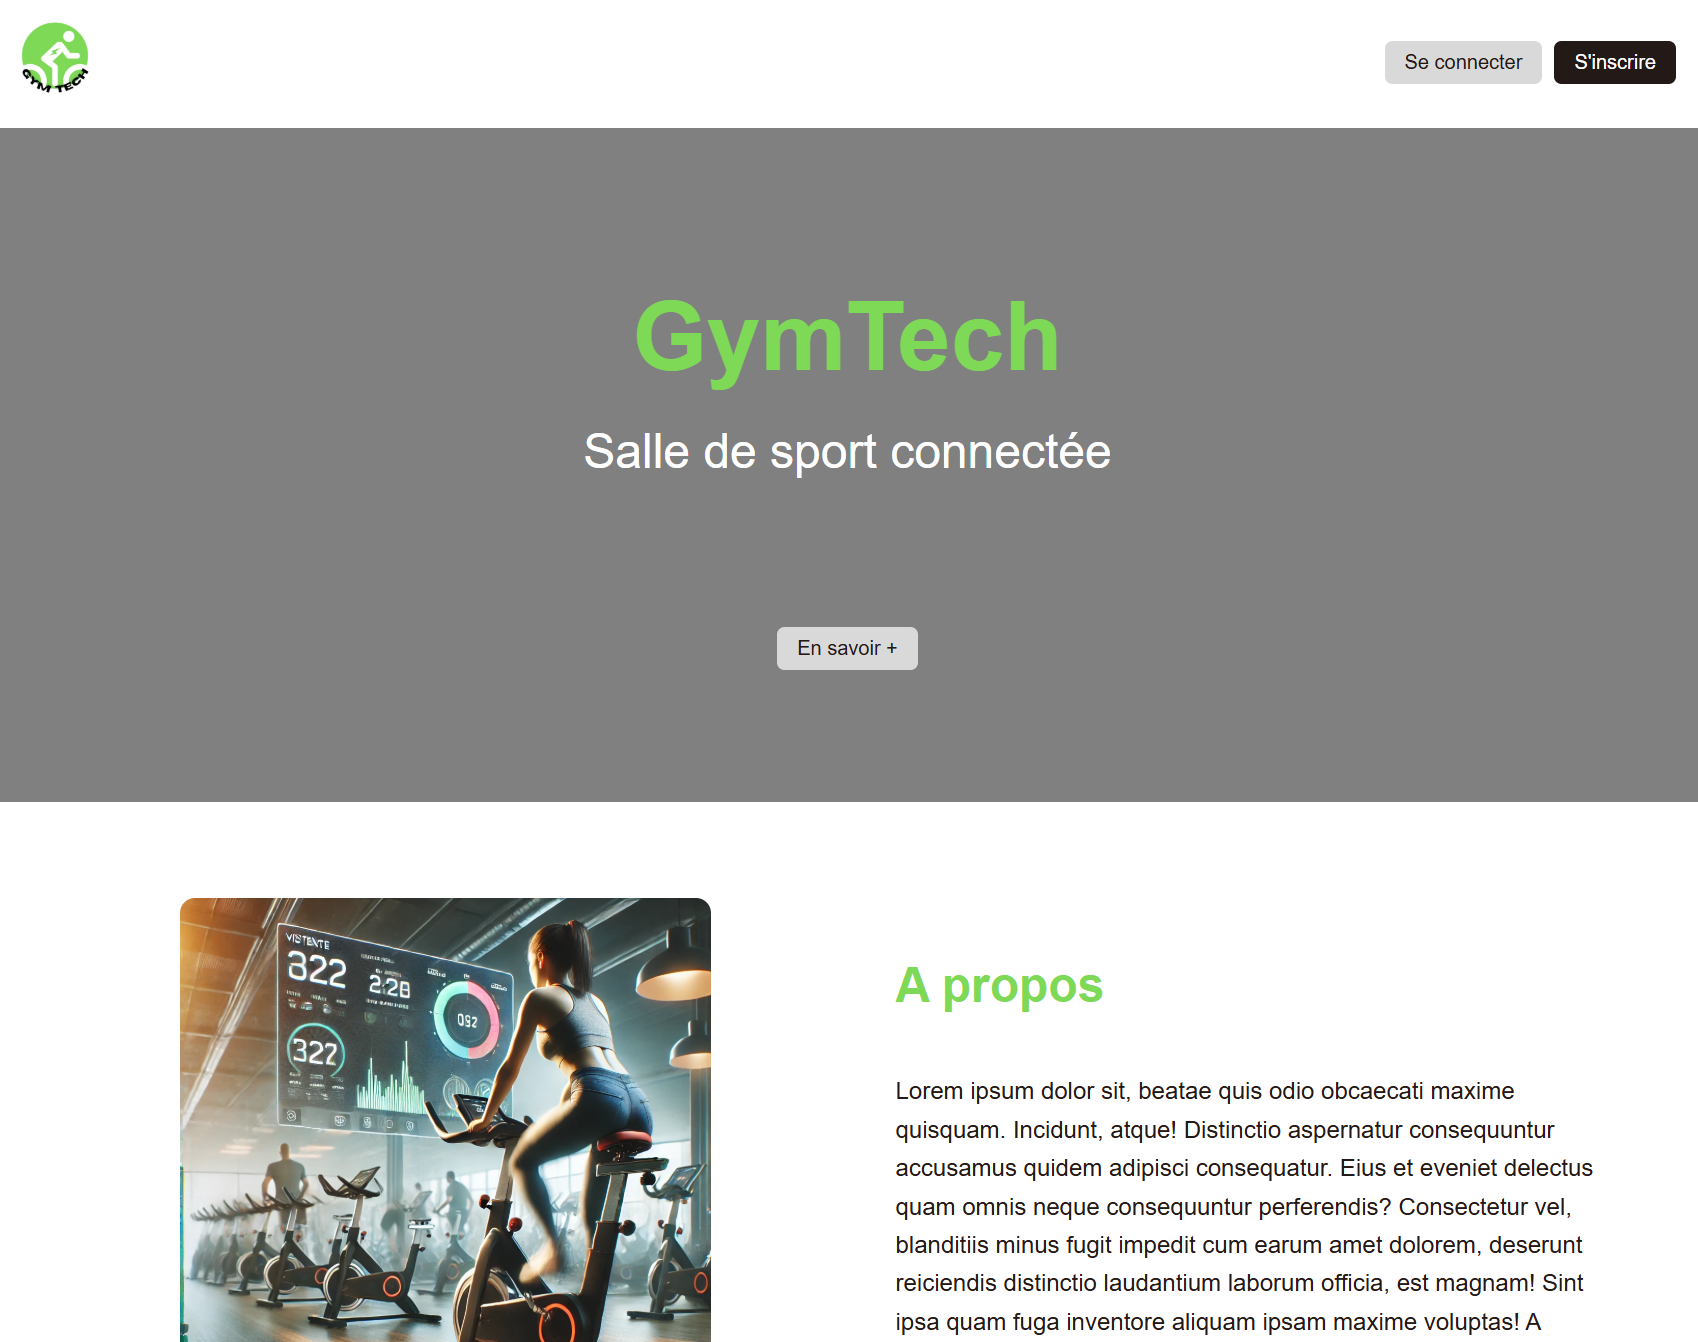 GYM TECH
Se connecter
S'inscrire
GymTech
Salle de sport connectée
En savoir +
322
2:28
092
A propos
Lorem ipsum dolor sit, beatae quis odio obcaecati maxime
quisquam. Incidunt, atque! Distinctio aspernatur consequuntur
accusamus quidem adipisci consequatur. Eius et eveniet delectus
quam omnis neque consequuntur perferendis? Consectetur vel,
blanditiis minus fugit impedit cum earum amet dolorem, deserunt
reiciendis distinctio laudantium laborum officia, est magnam! Sint
ipsa quam fuga inventore aliquam ipsam maxime voluptas! A